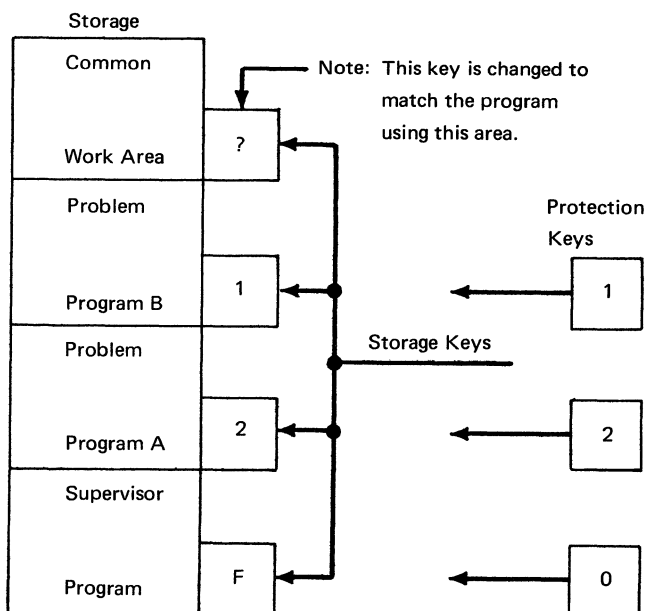 Storage
Common
Note: This key is changed to
match the program
using this area.
?
Work Area
Problem
Protection
Keys
1
1
Program B
Storage Keys
Problem
2
2
Program A
Supervisor
F
0
Program